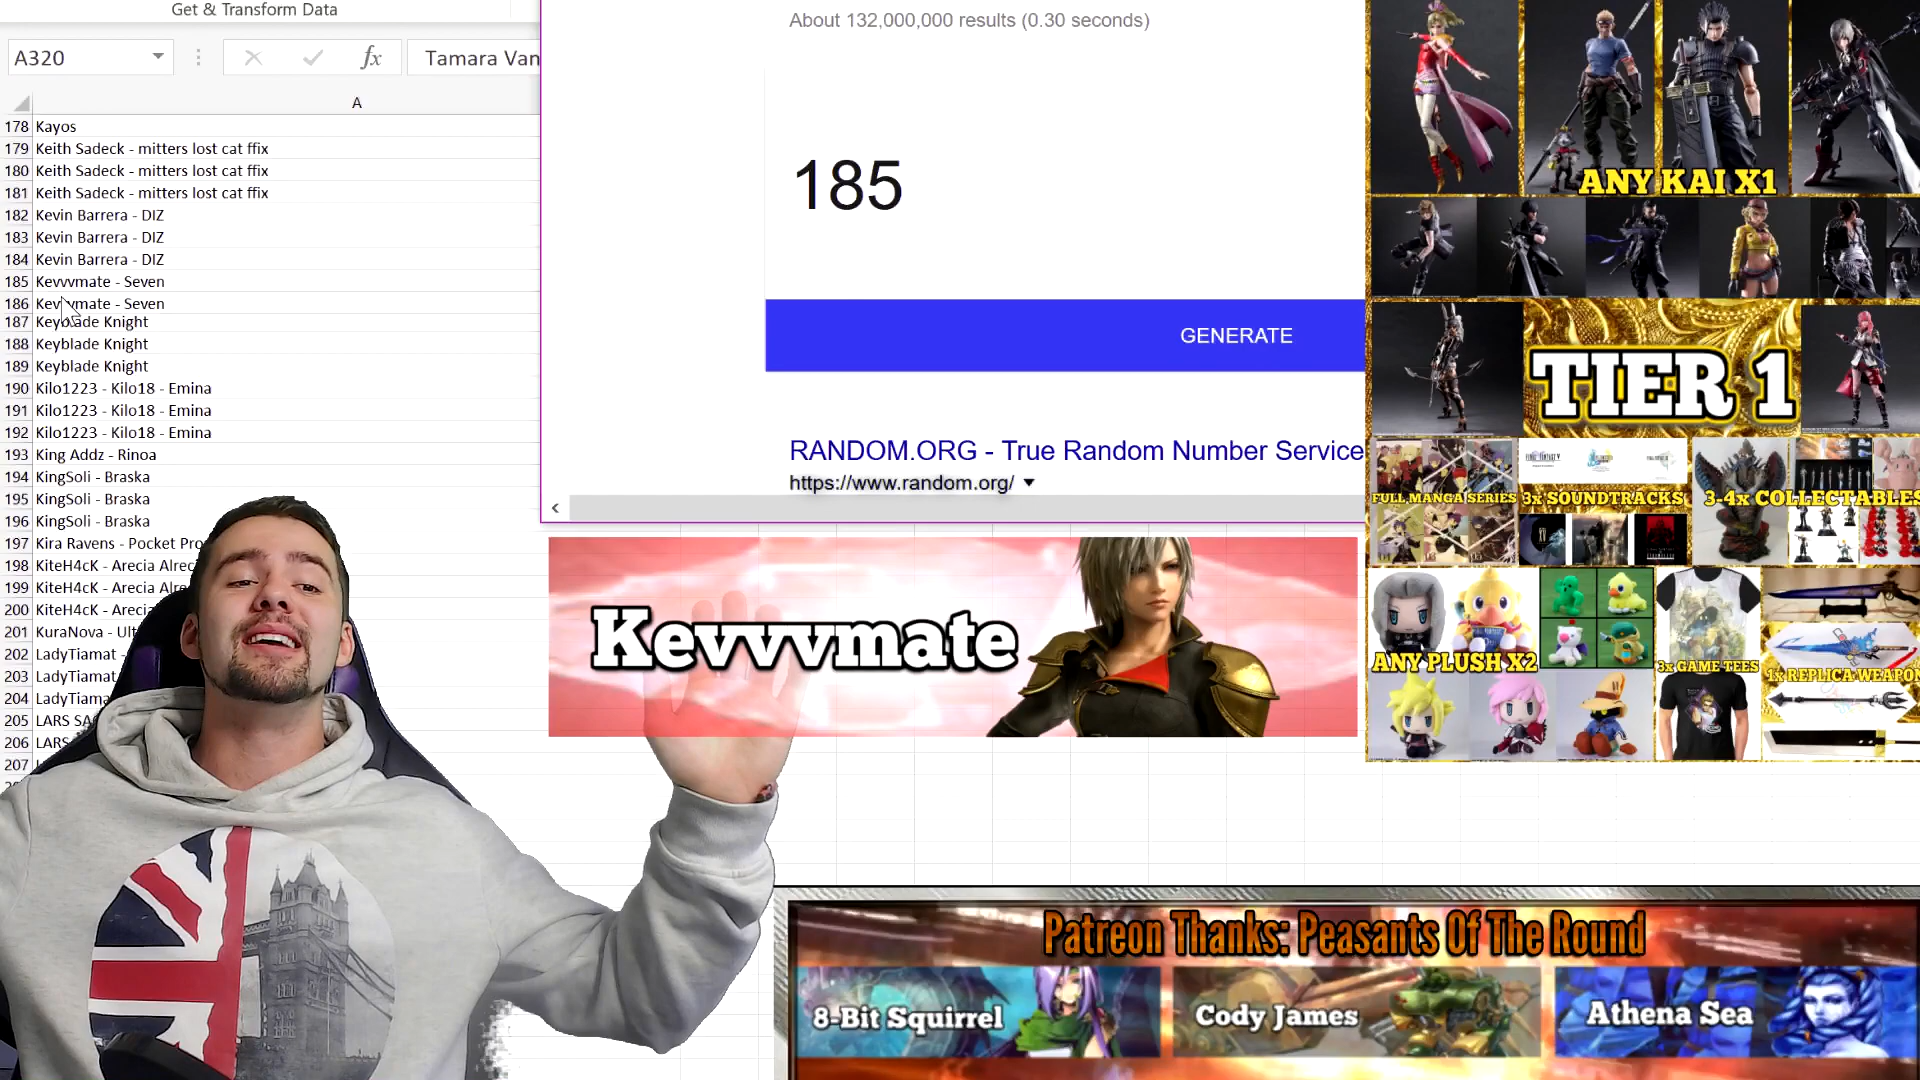 Get & Transform Data
A320
fx
Tamara Van
A
178 Kayos
179 Keith Sadeck - mitters lost cat ffix
180 Keith Sadeck - mitters lost cat ffix
181 Keith Sadeck - mitters lost cat ffix
182 Kevin Barrera - DIZ
183 Kevin Barrera - DIZ
184 Kevin Barrera - DIZ
185 Kevvvmate - Seven
186 Kevvvmate - Seven
187 Keyblade Knight
188 Keyblade Knight
189 Keyblade Knight
190 Kilo1223 - Kilo18 - Emina
191 Kilo1223 - Kilo18 - Emina
192 Kilo1223 - Kilo18 - Emina
193 King Addz - Rinoa
194 KingSoli - Braska
195 KingSoli - Braska
196 KingSoli - Braska
197 Kira Ravens - Pocket Pro
198 KiteH4cK - Arecia Alrec
199 KiteH4cK - Arecia
200 KiteH4cK - Arecia
201 KuraNova - Ult
202 LadyTiamat -
203 LadyTiamat
204 LadyTiama
205 LARS SA
206 LARS
207
About 132,000,000 results (0.30 seconds)
185
GENERATE
RANDOM.ORG - True Random Number Service
https://www.random.org/
Kevvvmate
ANY KAI X1
TIER 1
FULL MANGA SERIES
3X SOUNDTRACKS
3-4X COLLECTABLES
ANY PLUSH X2
3X GAME TEES
1X REPLICA WEAPON
Patreon Thanks: Peasants Of The Round
8-Bit Squirrel
Cody James
Athena Sea